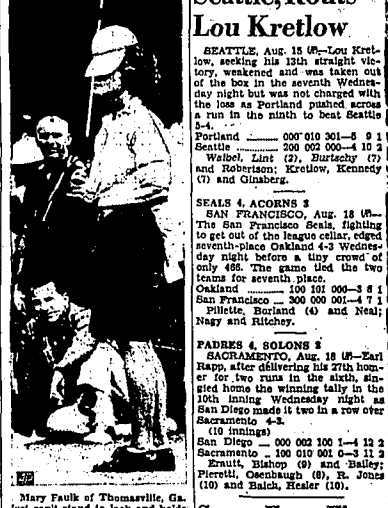 Lou Kretlow
SEATTLE, Aug. 18 (AP)—Lou Kret-
low, seeking his 13th straight vic-
tory, weakened and was taken out
of the box in the seventh Wednes-
day night but was not charged with
the loss as Portland pushed across
a run in the ninth to beat Seattle
5-4.
Portland .......... 000 010 301—5 9 1
Seattle .......... 200 002 000—4 10 2
Waibel, Lint (2), Burtschy (7)
and Robertson; Kretlow, Kennedy
(7) and Ginsberg.
SEALS 4, ACORNS 3
SAN FRANCISCO, Aug. 18 (AP)—
The San Francisco Seals, fighting
to get out of the league cellar, edged
seventh-place Oakland 4-3 Wednes-
day night before a tiny crowd of
only 466. The game tied the two
teams for seventh place.
Oakland .......... 100 101 000—3 8 1
San Francisco .... 300 000 001—4 7 1
Pillette, Borland (4) and Neal;
Nagy and Ritchey.
PADRES 4, SOLONS 3
SACRAMENTO, Aug. 18 (AP)—Earl
Rapp, after delivering his 27th hom-
er for two runs in the sixth, sin-
gled home the winning tally in the
10th inning Wednesday night as
San Diego made it two in a row over
Sacramento 4-3.
(10 innings)
San Diego .... 000 002 100 1—4 12 2
Sacramento .. 100 010 001 0—3 11 2
Erautt, Bishop (9) and Bailey;
Pieretti, Osenbaugh (8), R. Jones
(10) and Balch, Hesler (10).
Mary Faulk of Thomasville, Ga.